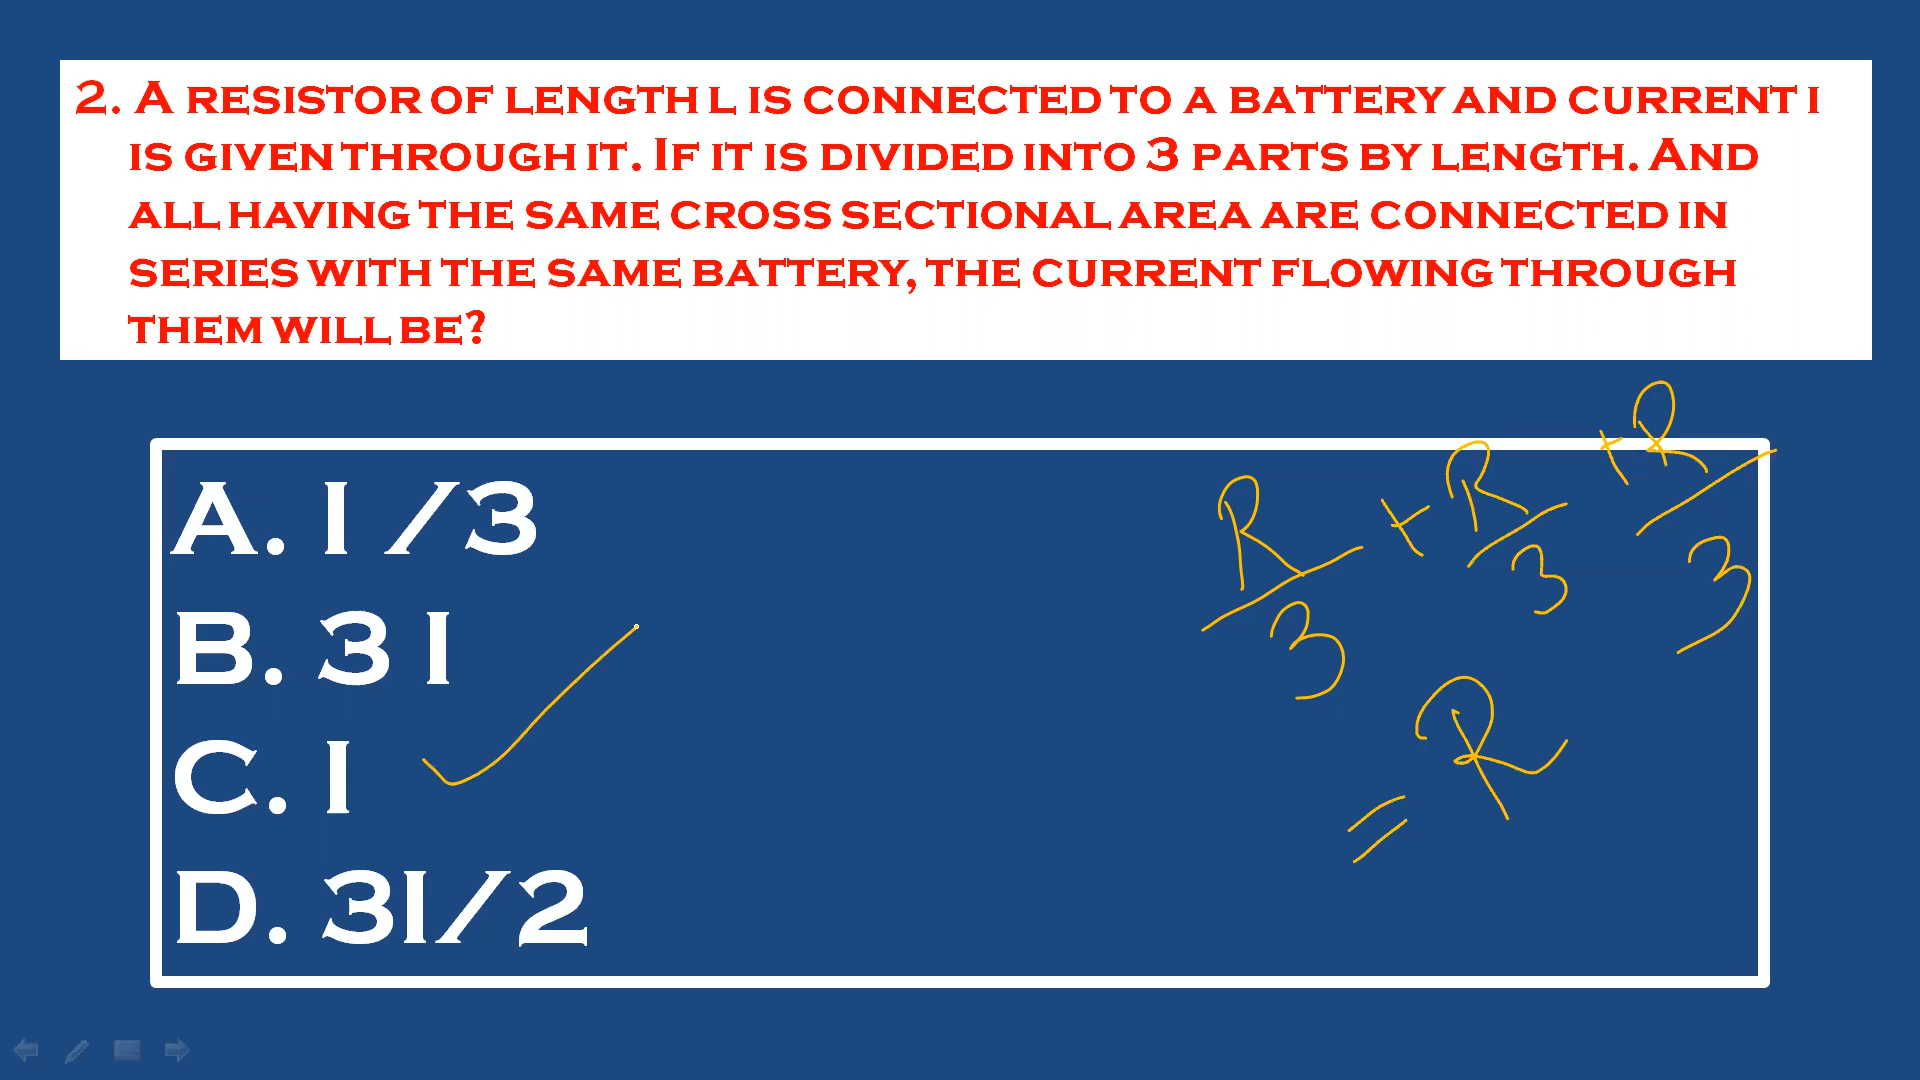 2. A RESISTOR OF LENGTH L IS CONNECTED TO A BATTERY AND CURRENT I
IS GIVEN THROUGH IT. IF IT IS DIVIDED INTO 3 PARTS BY LENGTH. AND
ALL HAVING THE SAME CROSS SECTIONAL AREA ARE CONNECTED IN
SERIES WITH THE SAME BATTERY, THE CURRENT FLOWING THROUGH
THEM WILL BE?
A. I /3
B. 3 I
C. I
D. 3I/2
R/3 + R/3 + R/3
= R